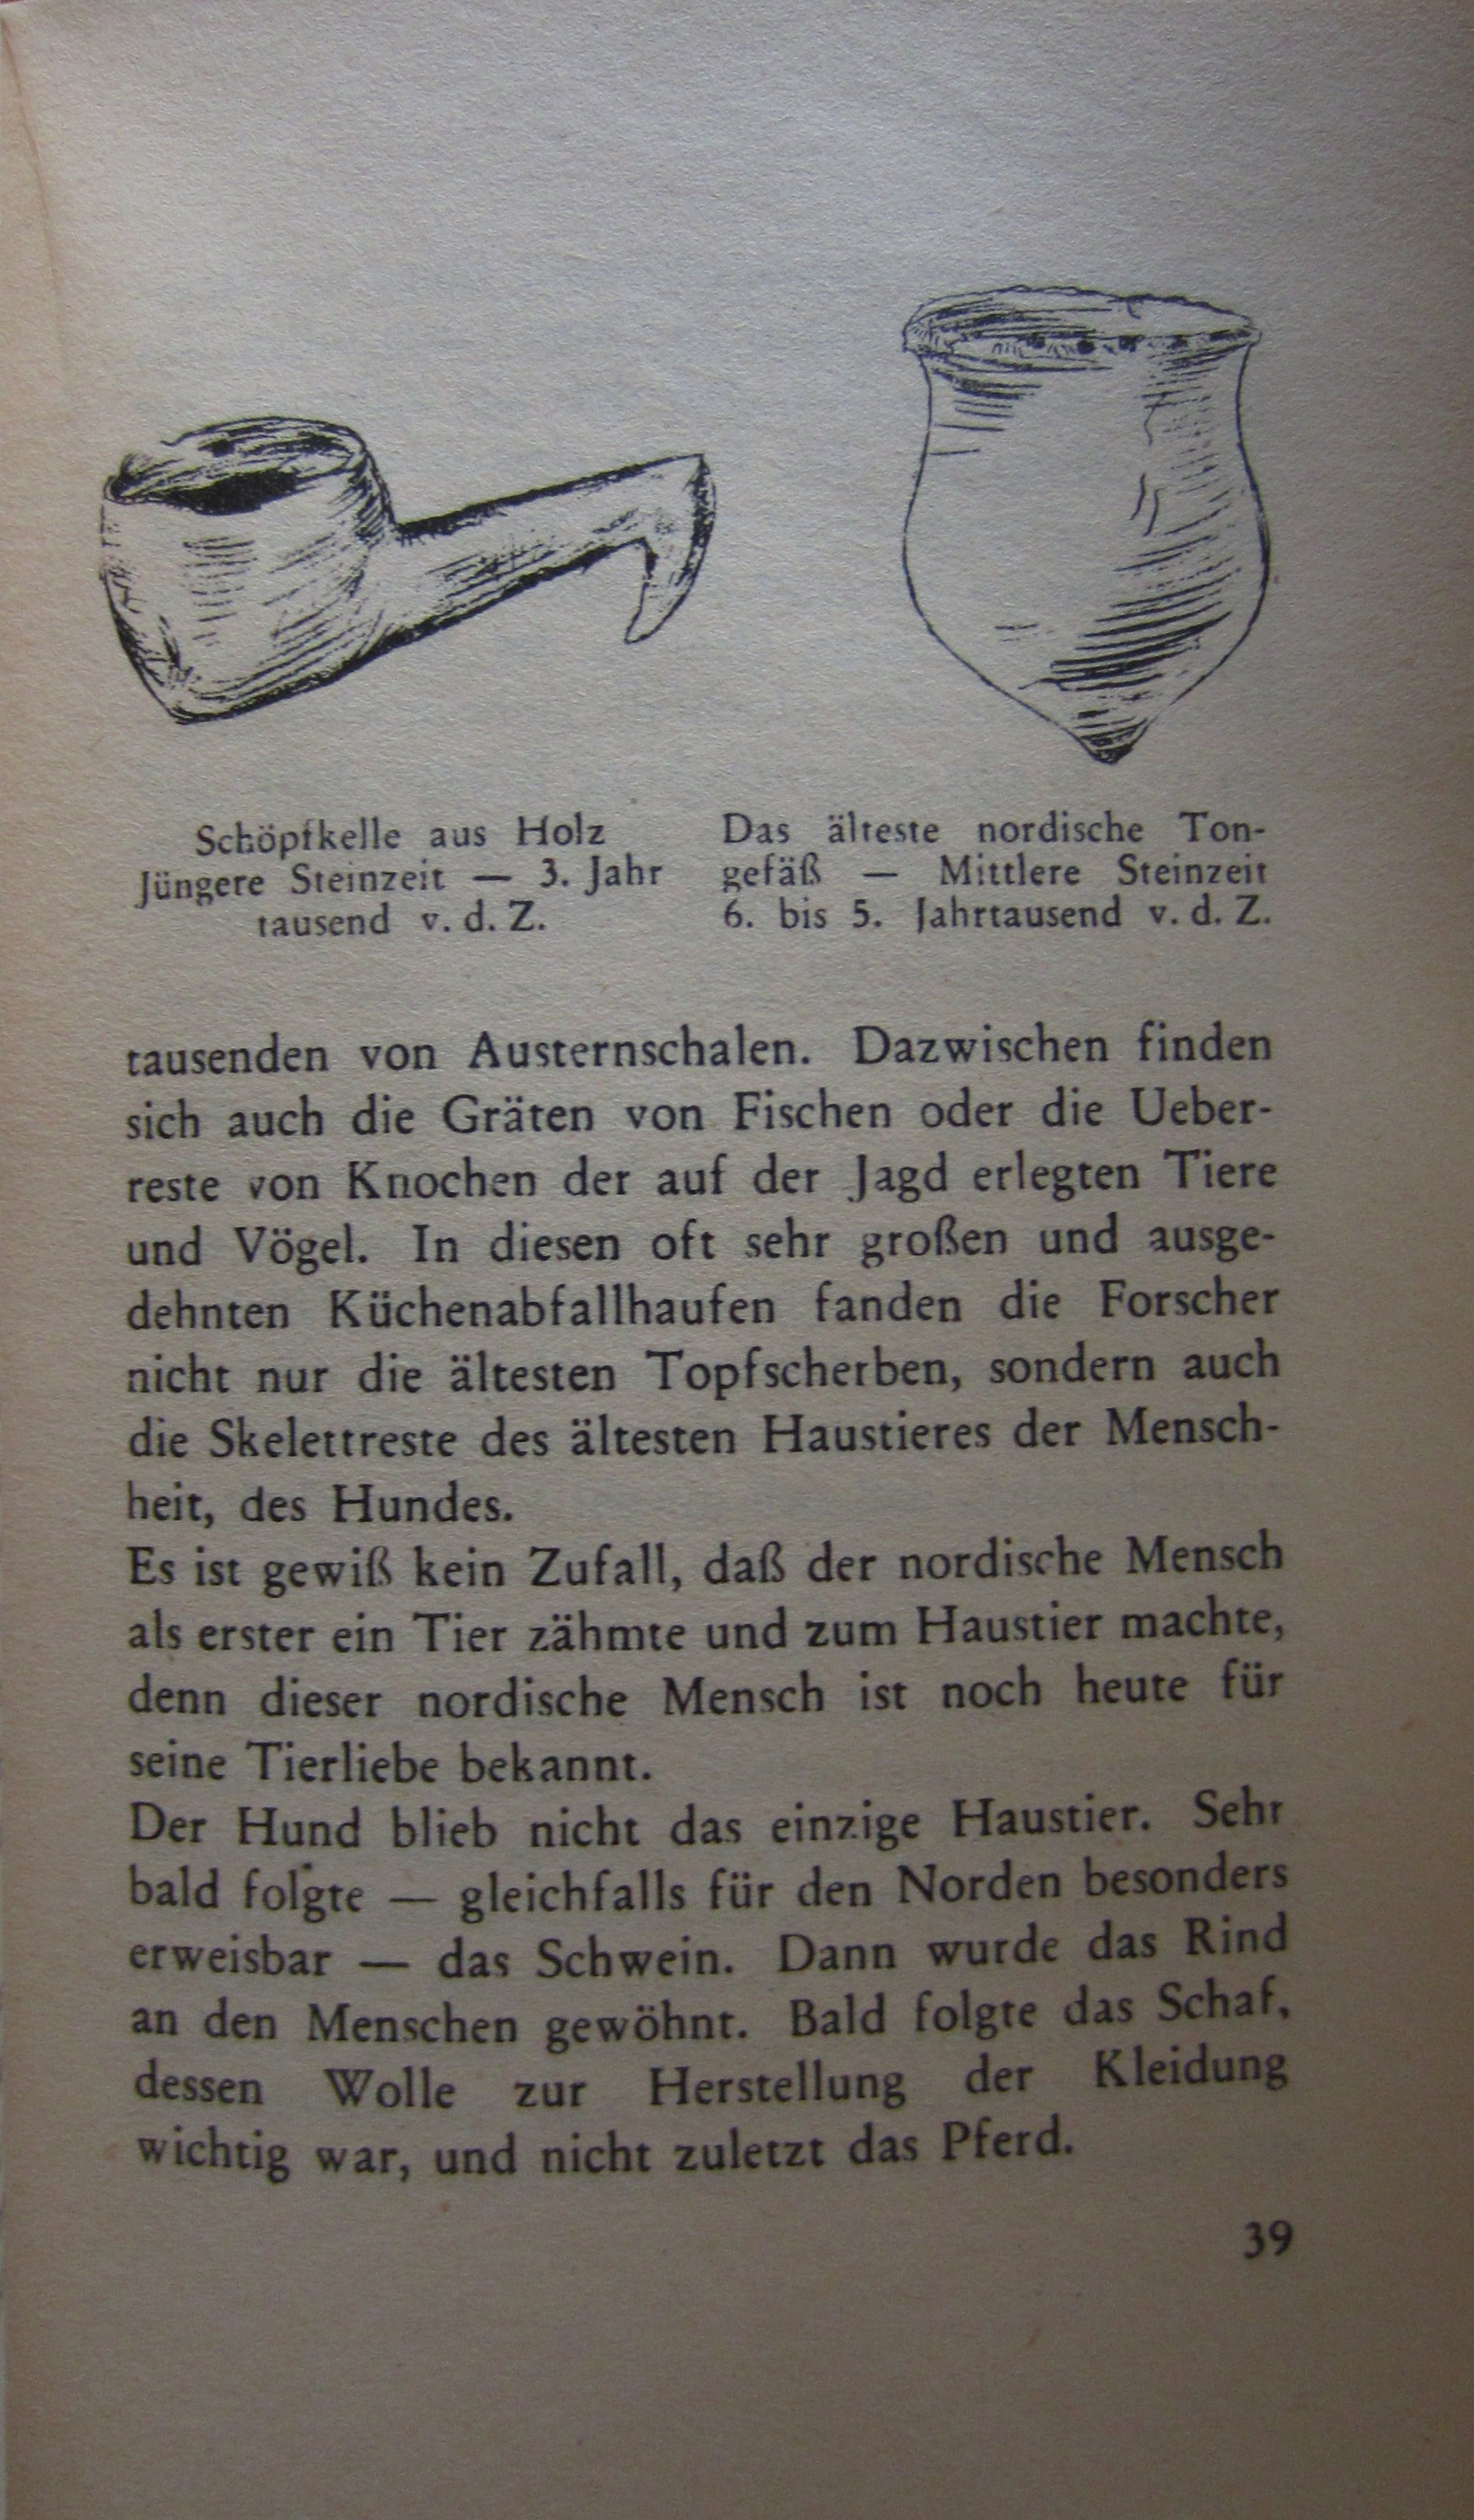 Schöpfkelle aus Holz
Jüngere Steinzeit — 3. Jahr
tausend v. d. Z.
Das älteste nordische Ton-
gefäß — Mittlere Steinzeit
6. bis 5. Jahrtausend v. d. Z.
tausenden von Austernschalen. Dazwischen finden
sich auch die Gräten von Fischen oder die Ueber-
reste von Knochen der auf der Jagd erlegten Tiere
und Vögel. In diesen oft sehr großen und ausge-
dehnten Küchenabfallhaufen fanden die Forscher
nicht nur die ältesten Topfscherben, sondern auch
die Skelettreste des ältesten Haustieres der Mensch-
heit, des Hundes.
Es ist gewiß kein Zufall, daß der nordische Mensch
als erster ein Tier zähmte und zum Haustier machte,
denn dieser nordische Mensch ist noch heute für
seine Tierliebe bekannt.
Der Hund blieb nicht das einzige Haustier. Sehr
bald folgte — gleichfalls für den Norden besonders
erweisbar — das Schwein. Dann wurde das Rind
an den Menschen gewöhnt. Bald folgte das Schaf,
dessen Wolle zur Herstellung der Kleidung
wichtig war, und nicht zuletzt das Pferd.
39